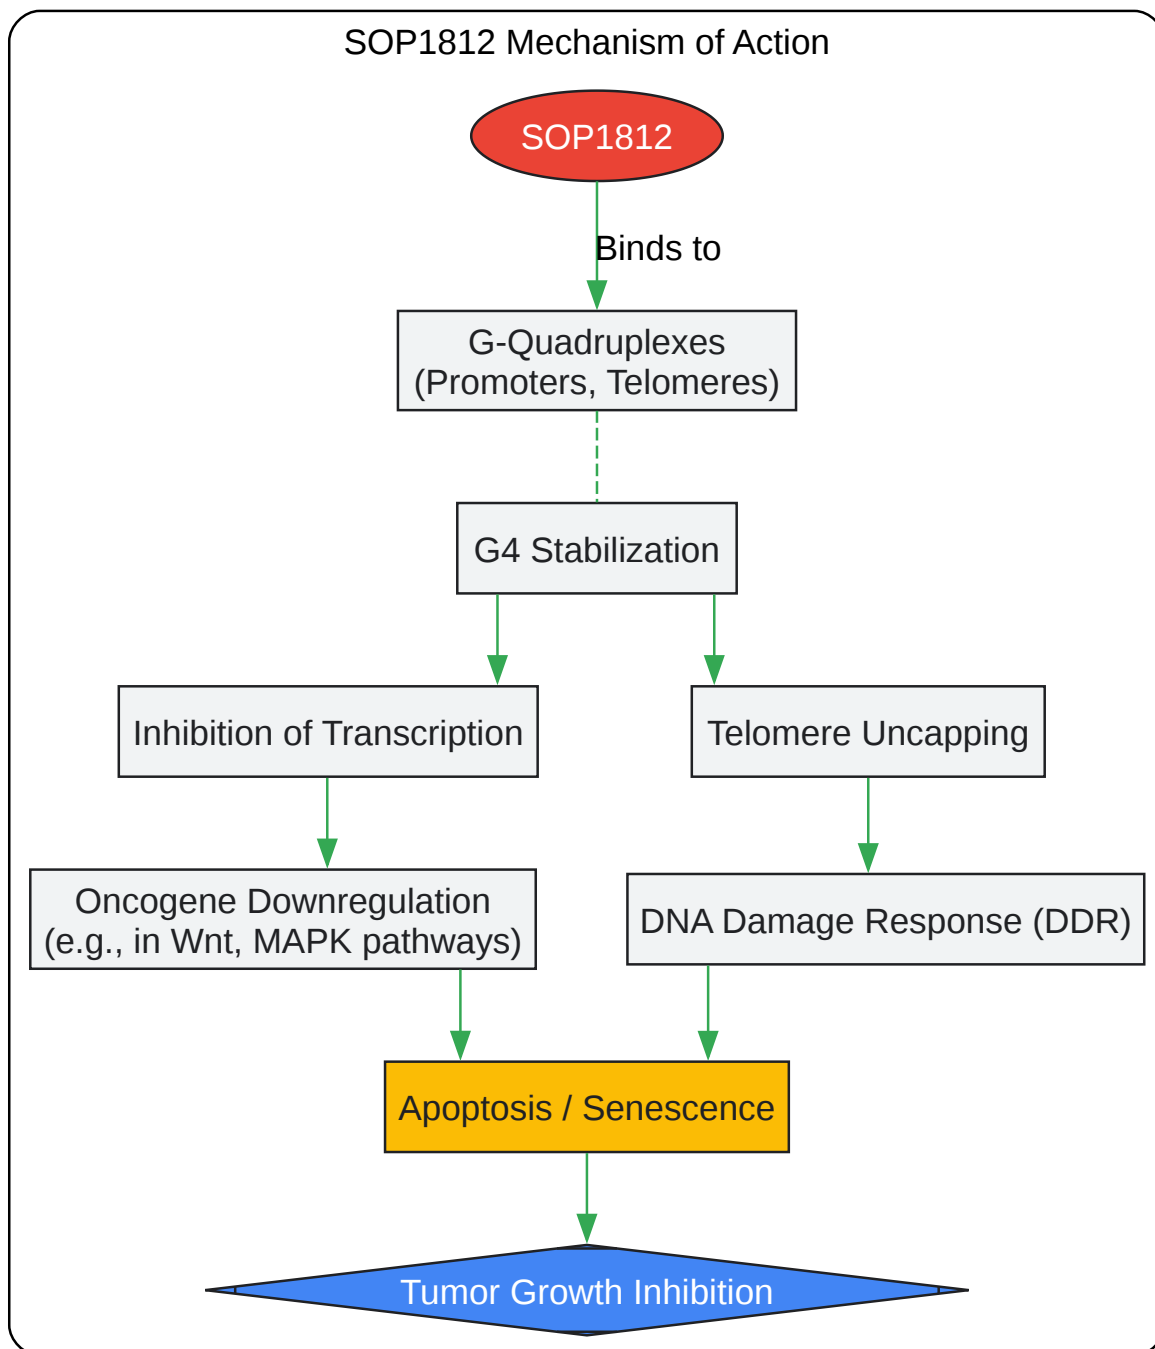 SOP1812 Mechanism of Action
SOP1812
Binds to
G-Quadruplexes
(Promoters, Telomeres)
G4 Stabilization
Inhibition of Transcription
Telomere Uncapping
Oncogene Downregulation
(e.g., in Wnt, MAPK pathways)
DNA Damage Response (DDR)
Apoptosis / Senescence
Tumor Growth Inhibition